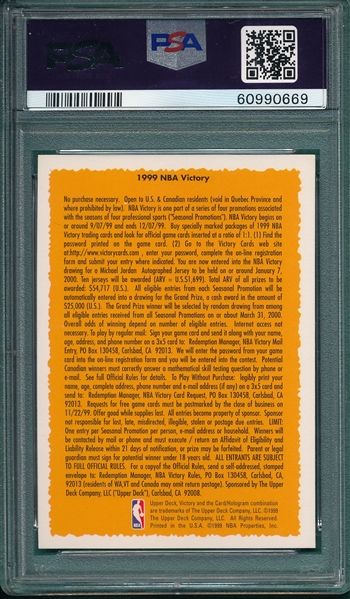 PSA
PSA
60990669
1999 NBA Victory
No purchase necessary. Open to U.S. & Canadian residents (void in Quebec Province and
where prohibited by law). NBA Victory is part of a series of four promotions associated
with the seasons of four professional sports ("Seasonal Promotions"). NBA Victory begins on
or around 9/07/99 and ends 12/07/99. Buy specially marked packages of 1999 NBA
Victory trading cards and look for official game cards inserted at a ratio of 1:1. (1) Find the
password printed on the game card. (2) Go to the Victory Cards web site
at:http://www.victorycards.com , enter your password, complete the on-line registration
form and submit your entry where indicated. You are now entered into the NBA Victory
drawing for a Michael Jordan Autographed Jersey to be held on or around January 7,
2000. Ten jerseys will be awarded (ARV = U.S.$1,699). Total ARV of all prizes to be
awarded: $54,717 (U.S.). All eligible entries from each Seasonal Promotion will be
automatically entered into a drawing for the Grand Prize, a cash award in the amount of
$25,000 (U.S.). The Grand Prize winner will be selected by random drawing from among
all eligible entries received from all Seasonal Promotions on or about March 31, 2000.
Overall odds of winning depend on number of eligible entries. Internet access not
necessary. To play by regular mail: Sign your game card and send it along with your name,
age, address, and phone number on a 3x5 card to: Redemption Manager, NBA Victory Mail
Entry, PO Box 130458, Carlsbad, CA 92013. We will enter the password from your game
card into the on-line registration form and you will be entered into the contest. Potential
Canadian winners must correctly answer a mathematical skill testing question by phone or
e-mail. See full Official Rules for details. To Play Without Purchase: legibly print your
name, age, complete address, phone number and e-mail address (if any) on a 3x5 card and
send to: Redemption Manager, NBA Victory Card Request, PO Box 130458, Carlsbad, CA
92013. Requests for free game cards must be postmarked by the close of business on
11/22/99. Offer good while supplies last. All entries become property of sponsor. Sponsor
not responsible for lost, late, misdirected, illegible, stolen or postage due entries. LIMIT:
One entry per Seasonal Promotion per person, e-mail address or household. Winners will
be contacted by mail or phone and must execute / return an Affidavit of Eligibility and
Liability Release within 21 days of notification, or prize may be forfeited. Parent or legal
guardian must sign for potential winner under 18 years old. ALL ENTRANTS ARE SUBJECT
TO FULL OFFICIAL RULES. For a copyof the Official Rules, send a self-addressed, stamped
envelope to: Redemption Manager, NBA Victory Rules, PO Box 130458, Carlsbad, CA
92013 (residents of WA,VT and Canada may omit return postage). Sponsored by The Upper
Deck Company, LLC ("Upper Deck"), Carlsbad, CA 92008.
Upper Deck, Victory and the Card/Hologram combination
are trademarks of The Upper Deck Company, LLC. ©1999
The Upper Deck Company, LLC. All Rights Reserved.
Printed in the U.S.A. ©1999 NBA Properties, Inc.
NBA